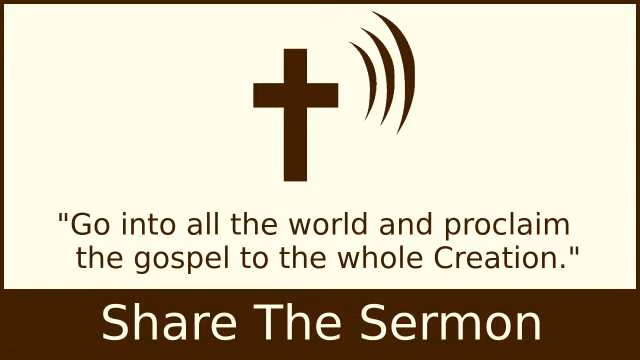 "Go into all the world and proclaim
the gospel to the whole Creation."
Share The Sermon